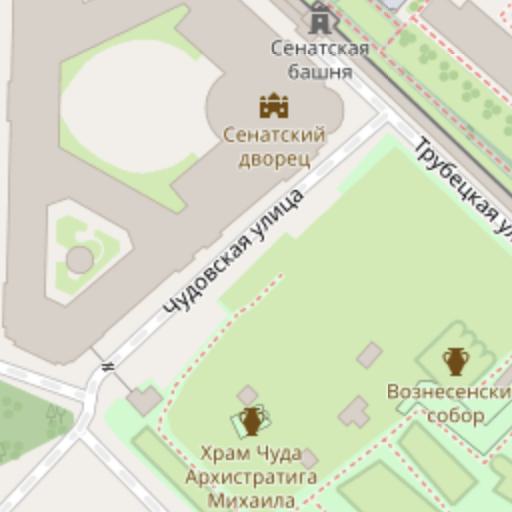 Сенатская
башня
Сенатский
дворец
Трубецкая ул
Чудовская улица
Вознесенски
собор
Храм Чуда
Архистратига
Михаила